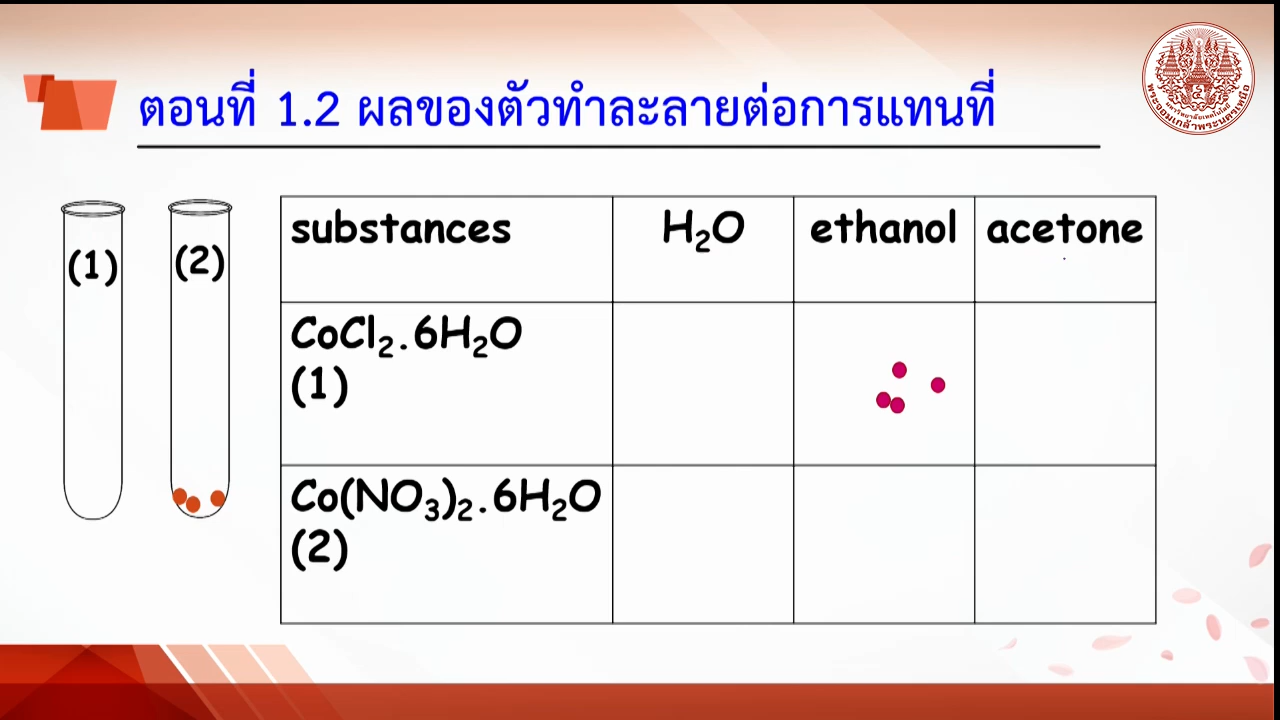 ตอนที่ 1.2 ผลของตัวทำละลายต่อการแทนที่
(1) (2)
substances H₂O ethanol acetone
CoCl₂.6H₂O
(1)
Co(NO₃)₂.6H₂O
(2)